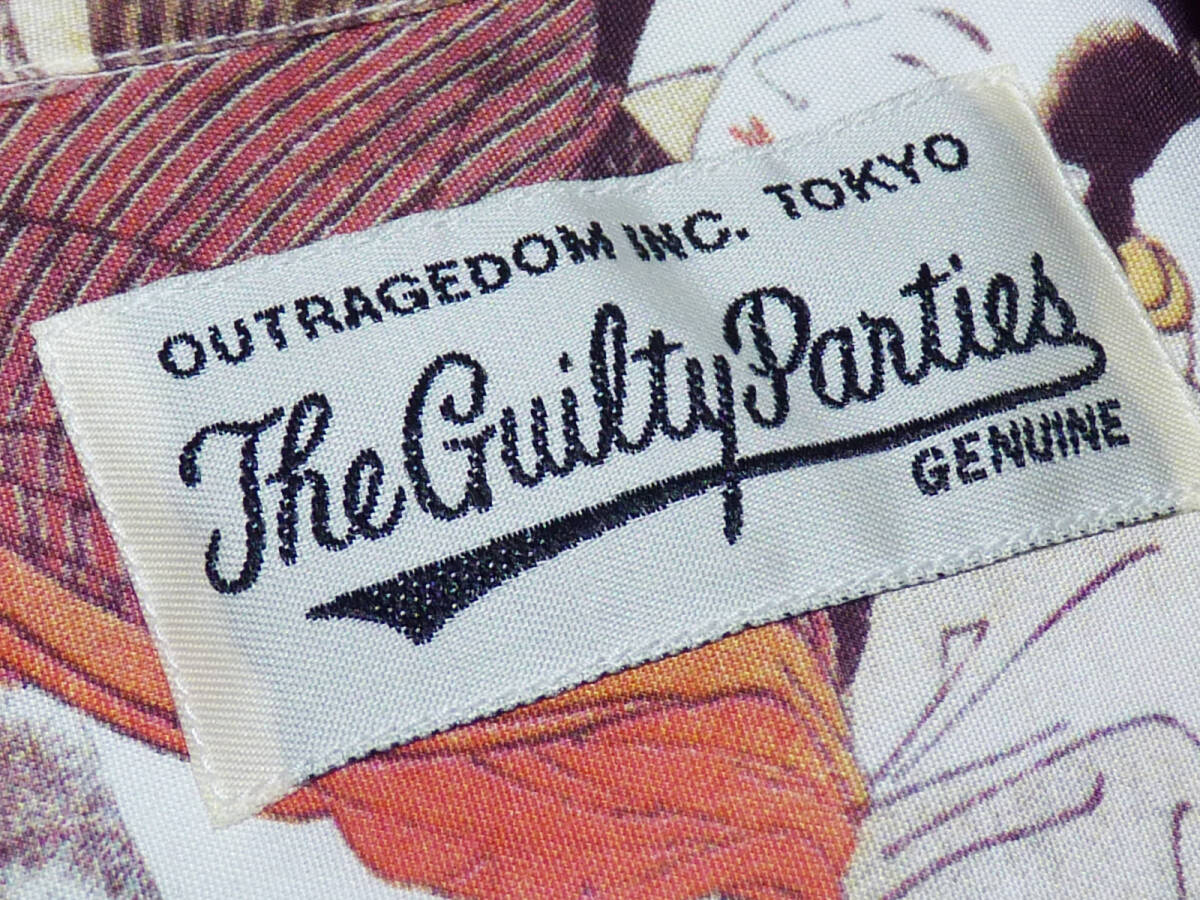 OUTRAGEDOM INC. TOKYO
The Guilty Parties
GENUINE